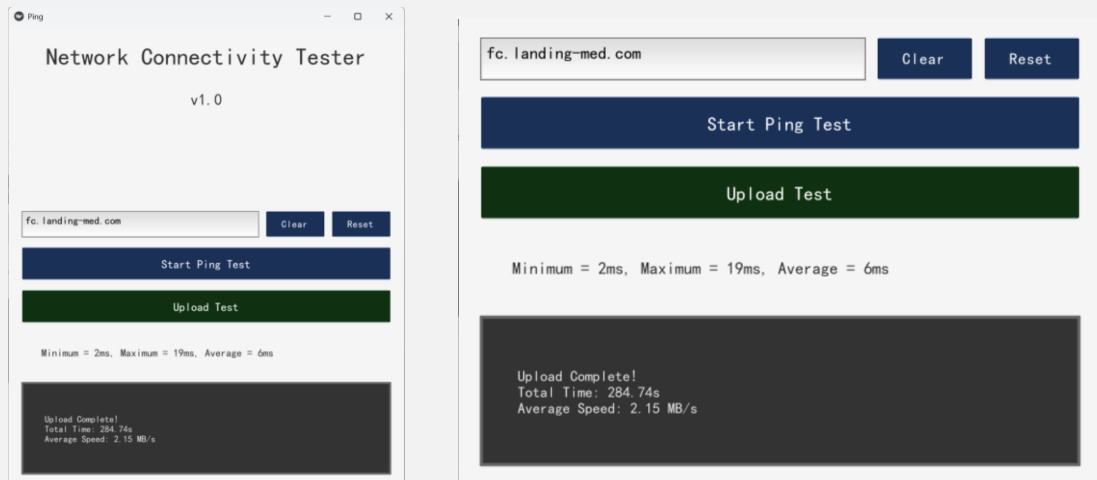 Ping
Network Connectivity Tester
v1.0
fc.landing-med.com
Clear
Reset
Start Ping Test
Upload Test
Minimum = 2ms, Maximum = 19ms, Average = 6ms
Upload Complete!
Total Time: 284.74s
Average Speed: 2.15 MB/s
fc.landing-med.com
Clear
Reset
Start Ping Test
Upload Test
Minimum = 2ms, Maximum = 19ms, Average = 6ms
Upload Complete!
Total Time: 284.74s
Average Speed: 2.15 MB/s